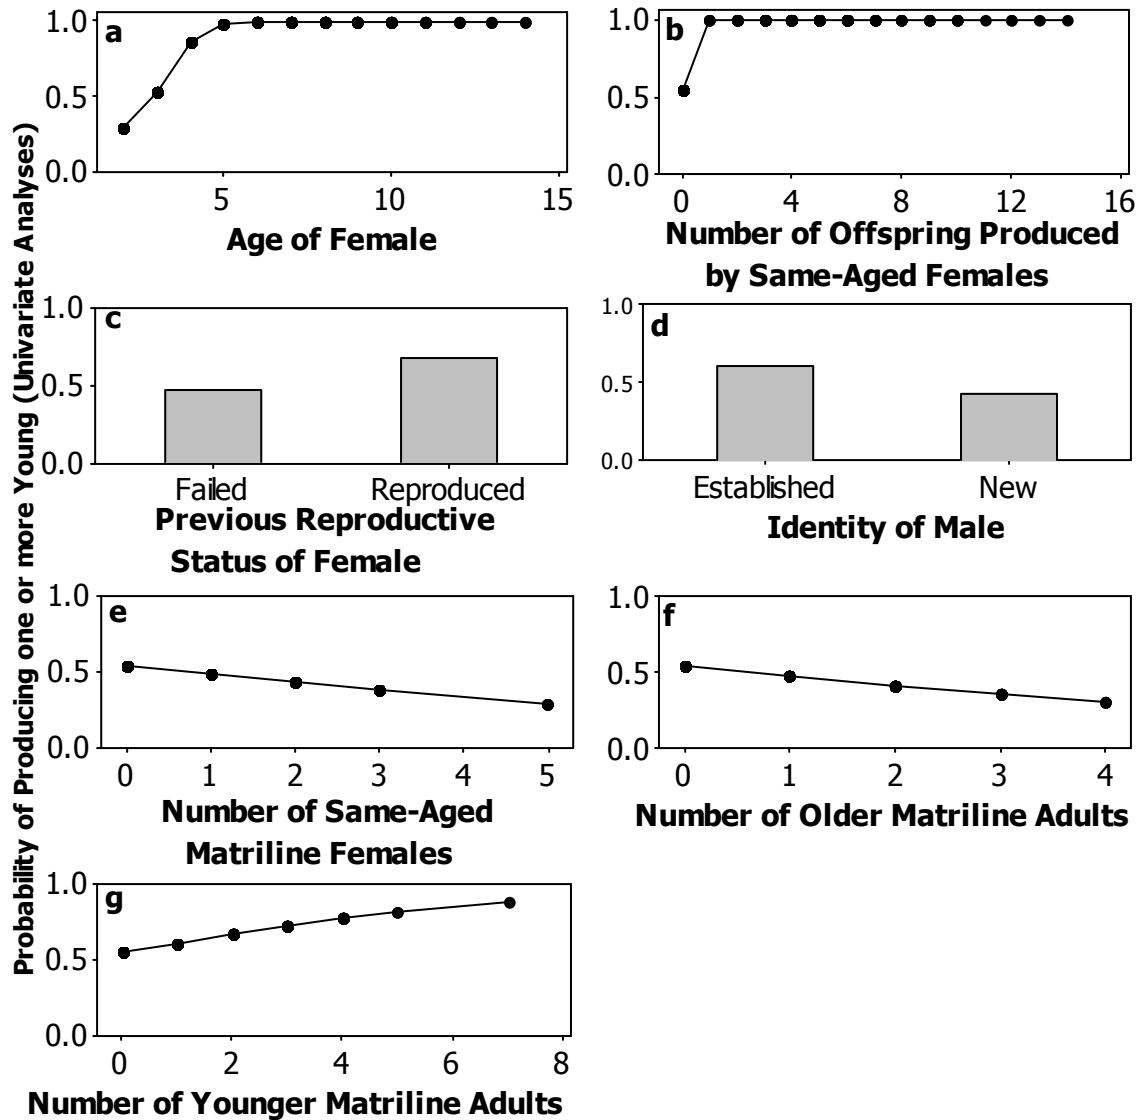 Probability of Producing one or more Young (Univariate Analyses)
a
1.0
0.5
0.0
5
10
15
Age of Female
b
1.0
0.5
0.0
0
4
8
12
16
Number of Offspring Produced
by Same-Aged Females
c
1.0
0.5
0.0
Failed
Reproduced
Previous Reproductive
Status of Female
d
1.0
0.5
0.0
Established
New
Identity of Male
e
1.0
0.5
0.0
0
1
2
3
4
5
Number of Same-Aged
Matriline Females
f
1.0
0.5
0.0
0
1
2
3
4
Number of Older Matriline Adults
g
1.0
0.5
0.0
0
2
4
6
8
Number of Younger Matriline Adults